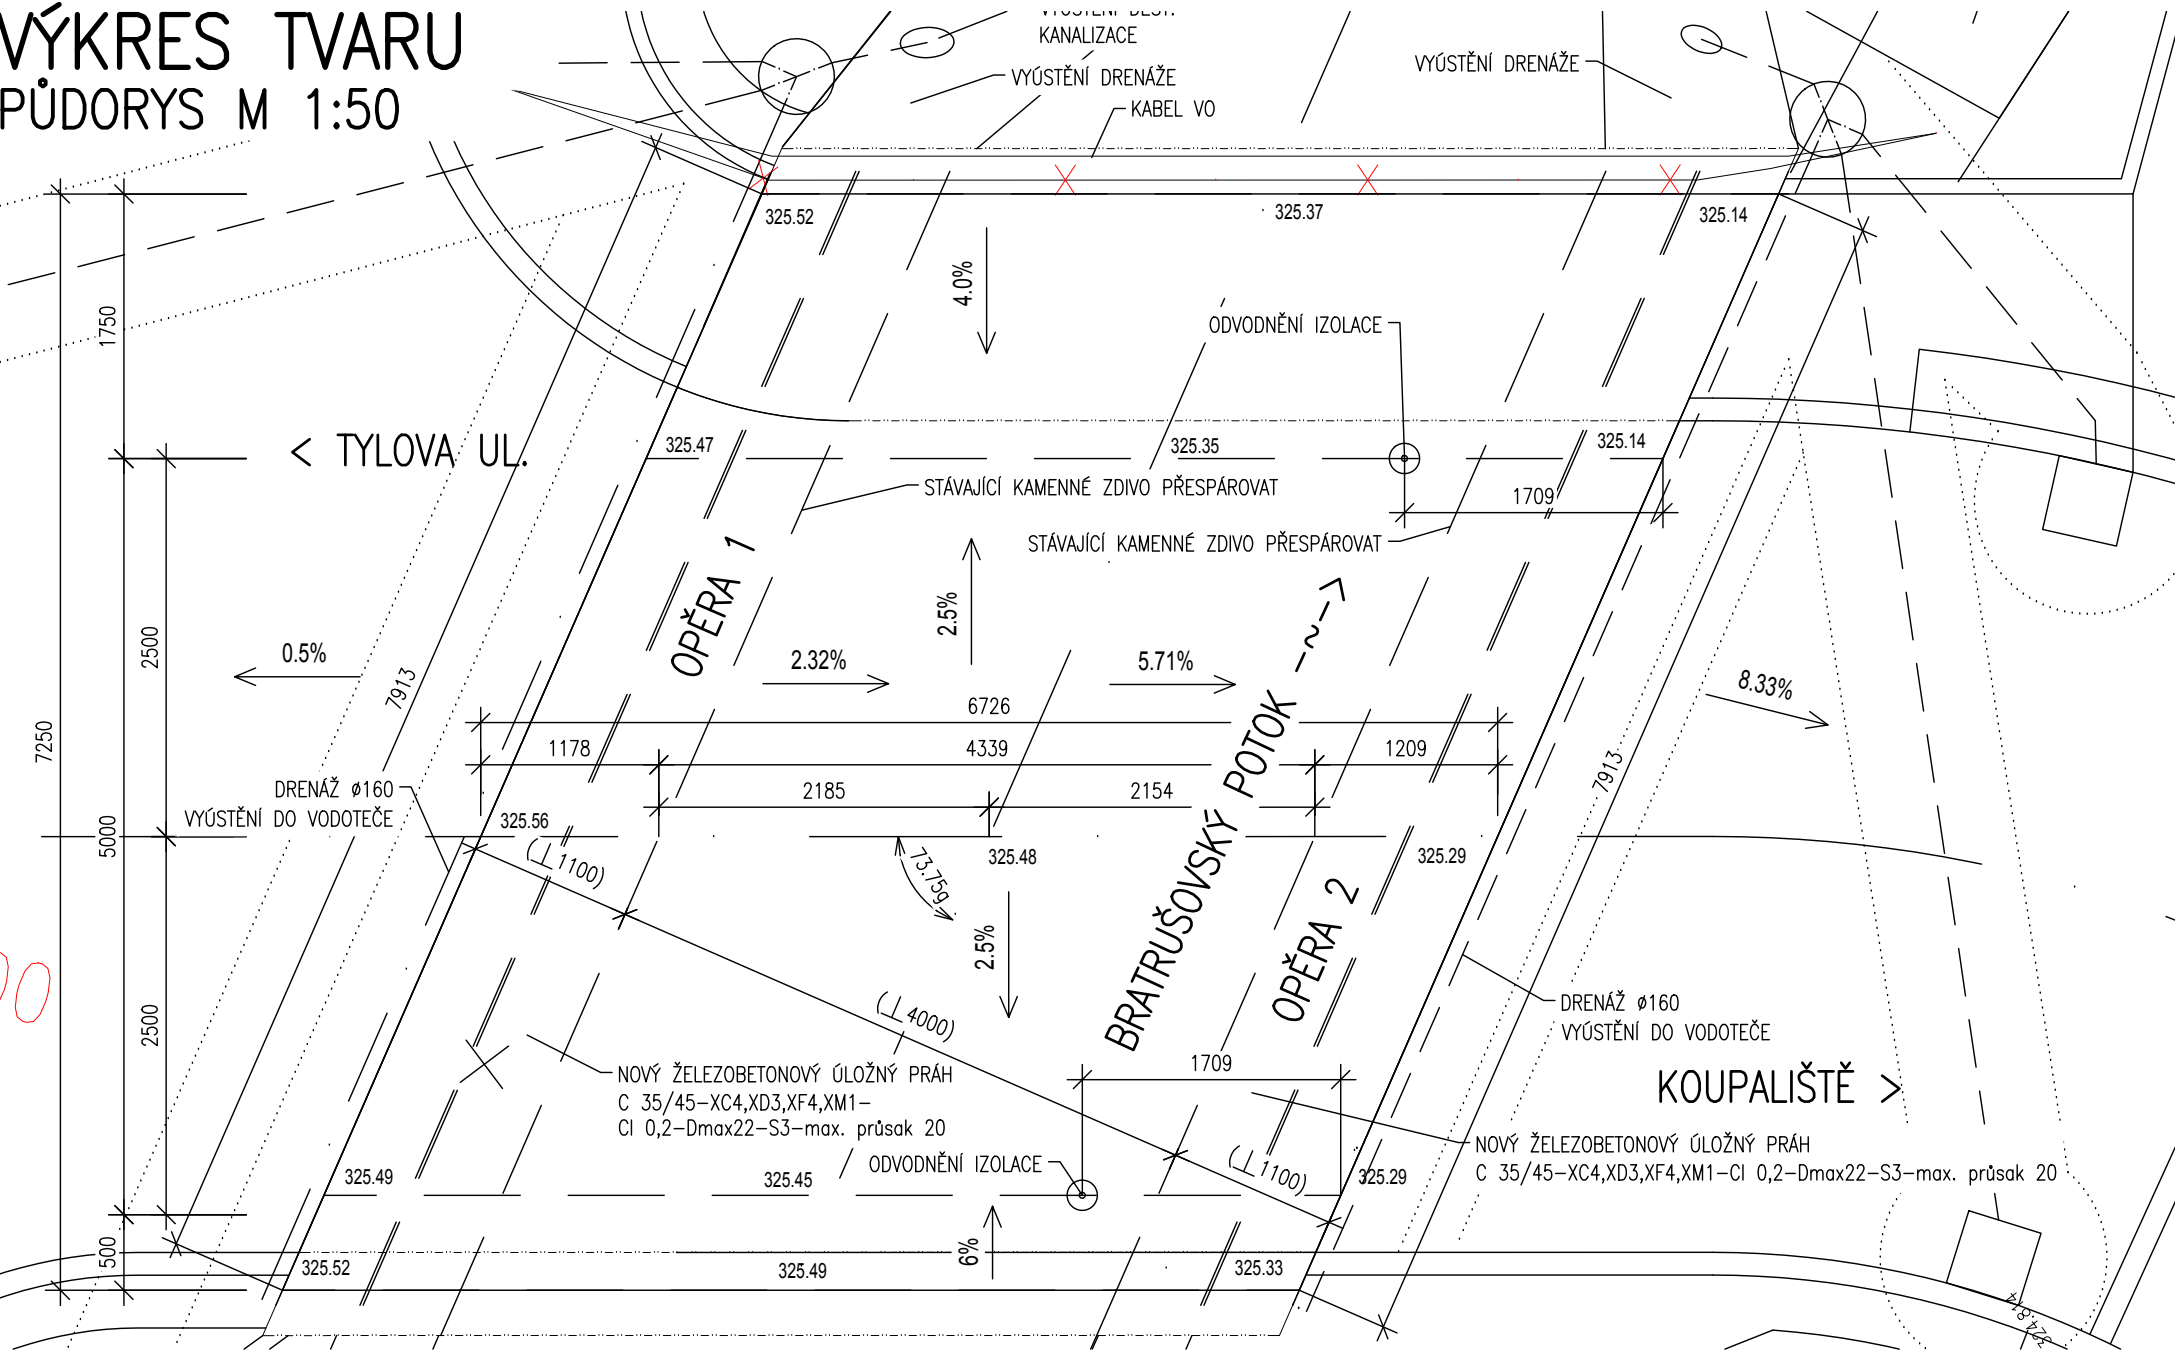 VÝKRES TVARU
PŮDORYS M 1:50
KANALIZACE
VYÚSTĚNÍ DRENÁŽE
KABEL VO
VYÚSTĚNÍ DRENÁŽE
325.52
325.37
325.14
4.0%
1750
ODVODNĚNÍ IZOLACE
< TYLOVA UL.
325.47
325.35
325.14
STÁVAJÍCÍ KAMENNÉ ZDIVO PŘESPÁROVAT
1709
STÁVAJÍCÍ KAMENNÉ ZDIVO PŘESPÁROVAT
OPĚRA 1
2.5%
2500
0.5%
7913
2.32%
5.71%
8.33%
6726
7250
1178
4339
1209
7913
DRENÁŽ ø160
VYÚSTĚNÍ DO VODOTEČE
2185
2154
5000
325.56
325.48
325.29
(⊥1100)
73.75g
BRATRUŠOVSKÝ POTOK
OPĚRA 2
2.5%
2500
(⊥4000)
DRENÁŽ ø160
VYÚSTĚNÍ DO VODOTEČE
1709
NOVÝ ŽELEZOBETONOVÝ ÚLOŽNÝ PRÁH
C 35/45-XC4,XD3,XF4,XM1-
Cl 0,2-Dmax22-S3-max. průsak 20
KOUPALIŠTĚ >
NOVÝ ŽELEZOBETONOVÝ ÚLOŽNÝ PRÁH
C 35/45-XC4,XD3,XF4,XM1-Cl 0,2-Dmax22-S3-max. průsak 20
ODVODNĚNÍ IZOLACE
(⊥1100)
325.49
325.45
325.29
500
6%
325.52
325.49
325.33
324.814